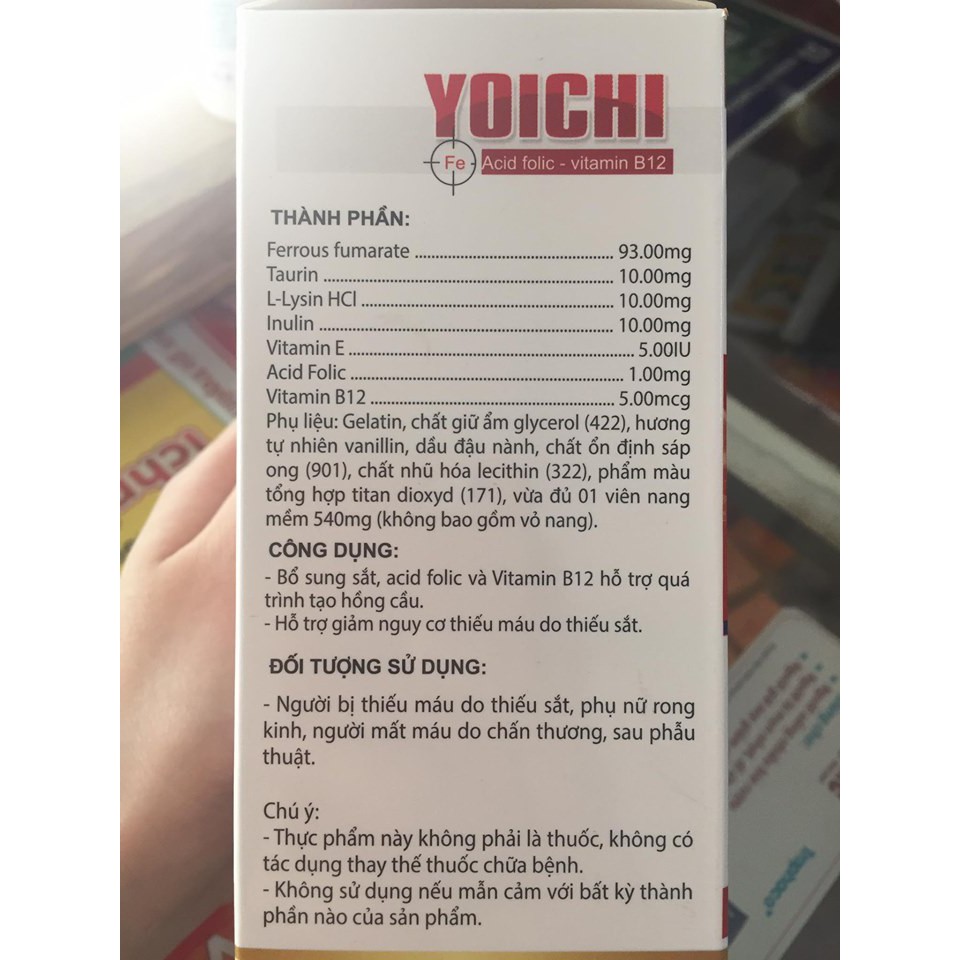 YOICHI
Fe Acid folic - vitamin B12
THÀNH PHẦN:
Ferrous fumarate ........................................ 93.00mg
Taurin ........................................................... 10.00mg
L-Lysin HCl ................................................... 10.00mg
Inulin ............................................................ 10.00mg
Vitamin E ......................................................... 5.00IU
Acid Folic ....................................................... 1.00mg
Vitamin B12 .................................................. 5.00mcg
Phụ liệu: Gelatin, chất giữ ẩm glycerol (422), hương
tự nhiên vanillin, dầu đậu nành, chất ổn định sáp
ong (901), chất nhũ hóa lecithin (322), phẩm màu
tổng hợp titan dioxyd (171), vừa đủ 01 viên nang
mềm 540mg (không bao gồm vỏ nang).
CÔNG DỤNG:
- Bổ sung sắt, acid folic và Vitamin B12 hỗ trợ quá
trình tạo hồng cầu.
- Hỗ trợ giảm nguy cơ thiếu máu do thiếu sắt.
ĐỐI TƯỢNG SỬ DỤNG:
- Người bị thiếu máu do thiếu sắt, phụ nữ rong
kinh, người mất máu do chấn thương, sau phẫu
thuật.
Chú ý:
- Thực phẩm này không phải là thuốc, không có
tác dụng thay thế thuốc chữa bệnh.
- Không sử dụng nếu mẫn cảm với bất kỳ thành
phần nào của sản phẩm.